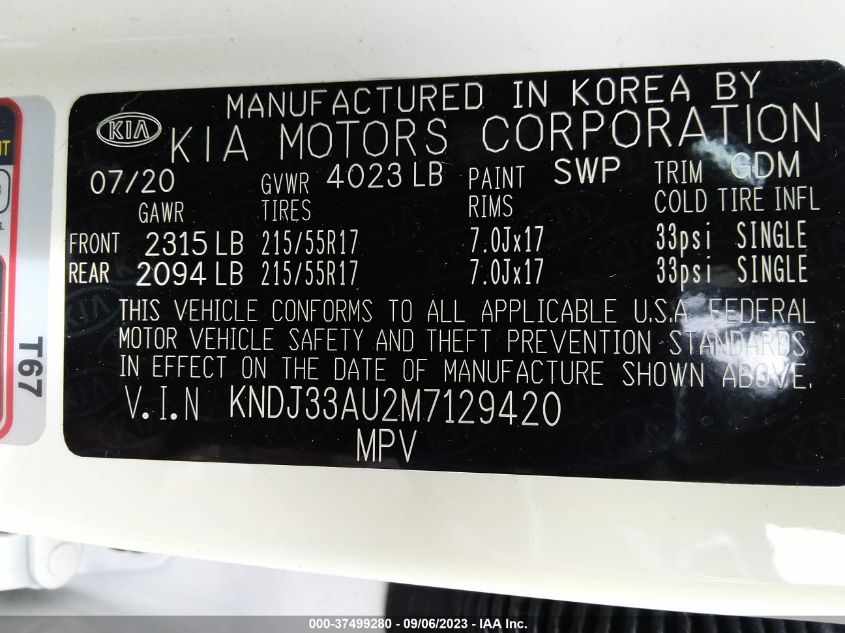 MANUFACTURED IN KOREA BY
KIA KIA MOTORS CORPORATION
07/20 GVWR 4023 LB PAINT SWP TRIM GDM
GAWR TIRES RIMS COLD TIRE INFL
FRONT 2315 LB 215/55R17 7.0Jx17 33psi SINGLE
REAR 2094 LB 215/55R17 7.0Jx17 33psi SINGLE
THIS VEHICLE CONFORMS TO ALL APPLICABLE U.S.A. FEDERAL
MOTOR VEHICLE SAFETY AND THEFT PREVENTION STANDARDS
IN EFFECT ON THE DATE OF MANUFACTURE SHOWN ABOVE.
V.I.N KNDJ33AU2M7129420
MPV
T67
000-37499280 - 09/06/2023 - IAA Inc.